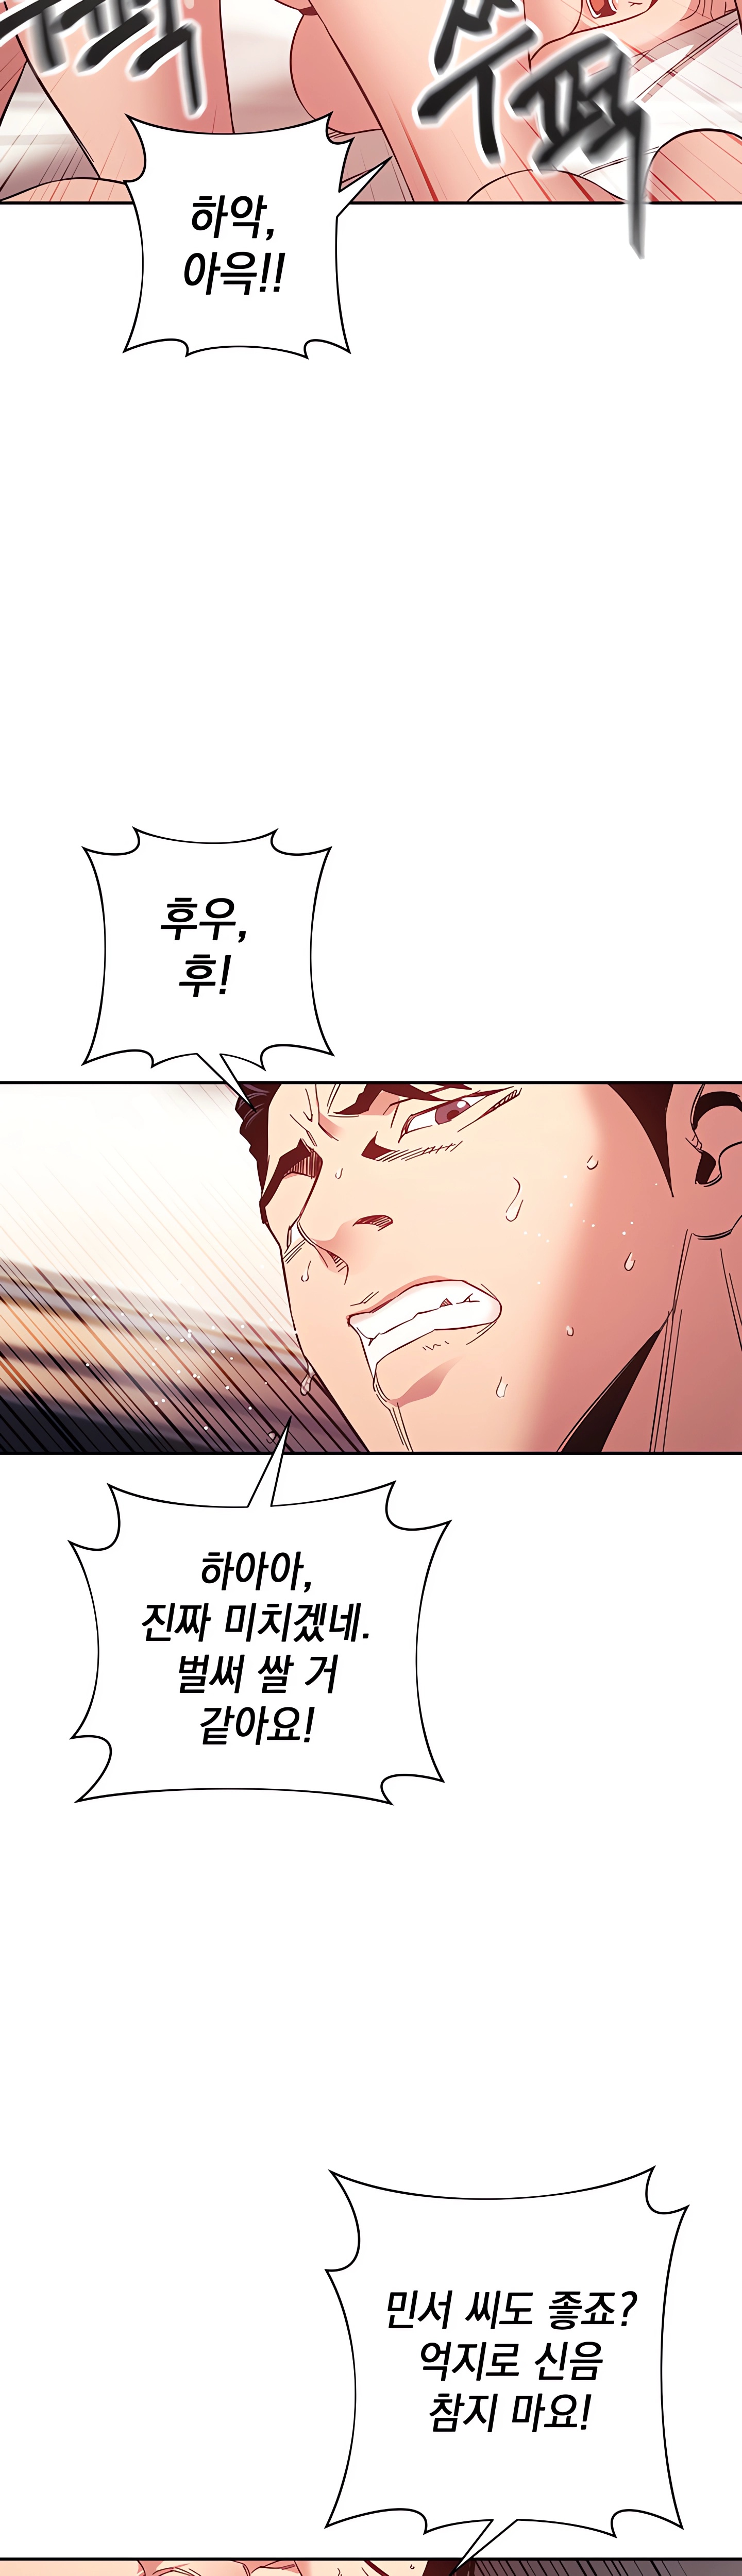 퍽
퍽
하악,
아윽!!
후우,
후!
하아아,
진짜 미치겠네.
벌써 쌀 거
같아요!
민서 씨도 좋죠?
억지로 신음
참지 마요!